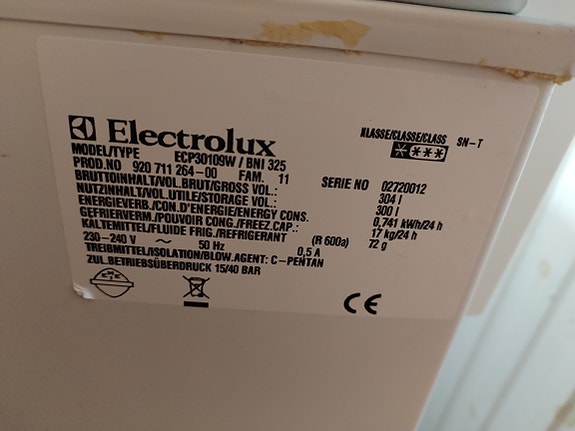 Electrolux
KLASSE/CLASSE/CLASS SN-T
MODEL/TYPE ECP30109W / BNI 325
PROD.NO 920 711 264-00 FAM. 11 SERIE NO 02720012
BRUTTOINHALT/VOL.BRUT/GROSS VOL.: 304 l
NUTZINHALT/VOL.UTILE/STORAGE VOL.: 300 l
ENERGIEVERB./CON.D'ENERGIE/ENERGY CONS. 0,741 kWh/24 h
GEFRIERVERM./POUVOIR CONG./FREEZ.CAP.: 17 kg/24 h
KÄLTEMITTEL/FLUIDE FRIG./REFRIGERANT (R 600a) 72 g
230-240 V ~ 50 Hz 0,5 A
TREIBMITTEL/ISOLATION/BLOW.AGENT: C-PENTAN
ZUL.BETRIEBSÜBERDRUCK 15/40 BAR
CE